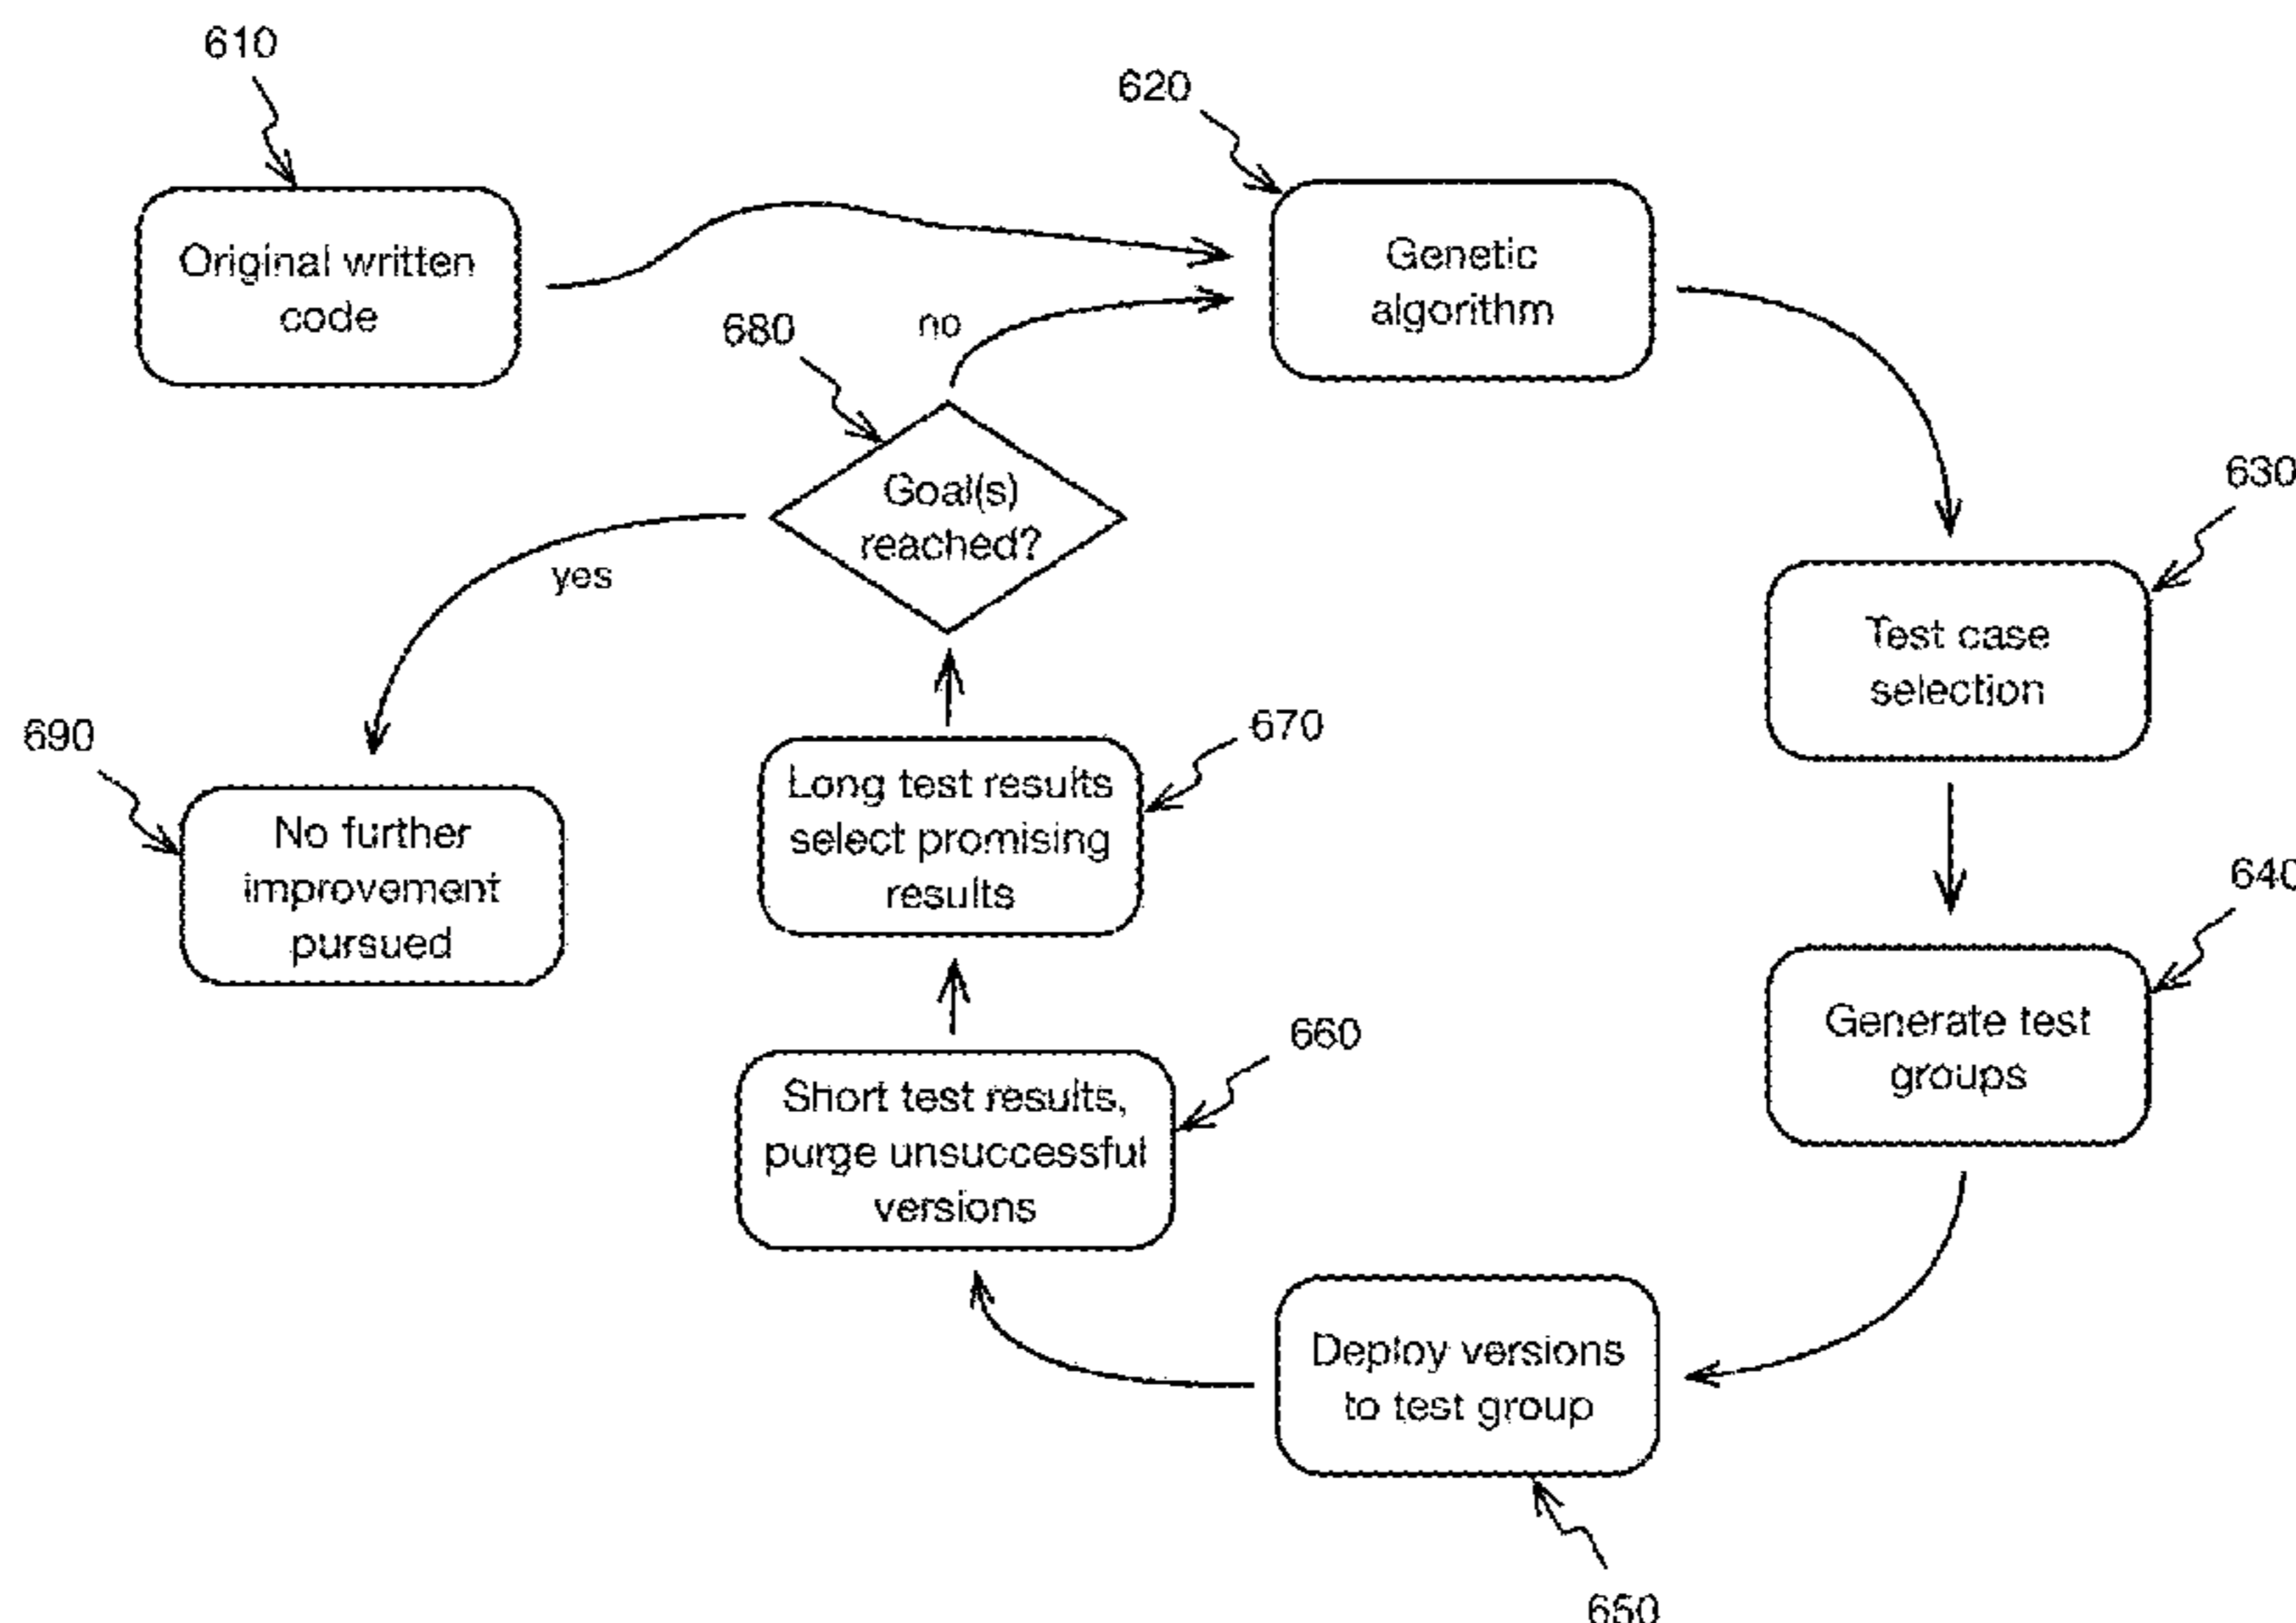 610
Original written
code
620
Genetic
algorithm
680
no
Goal(s)
reached?
yes
630
Test case
selection
690
No further
improvement
pursued
670
Long test results
select promising
results
640
Generate test
groups
660
Short test results,
purge unsuccessful
versions
Deploy versions
to test group
650